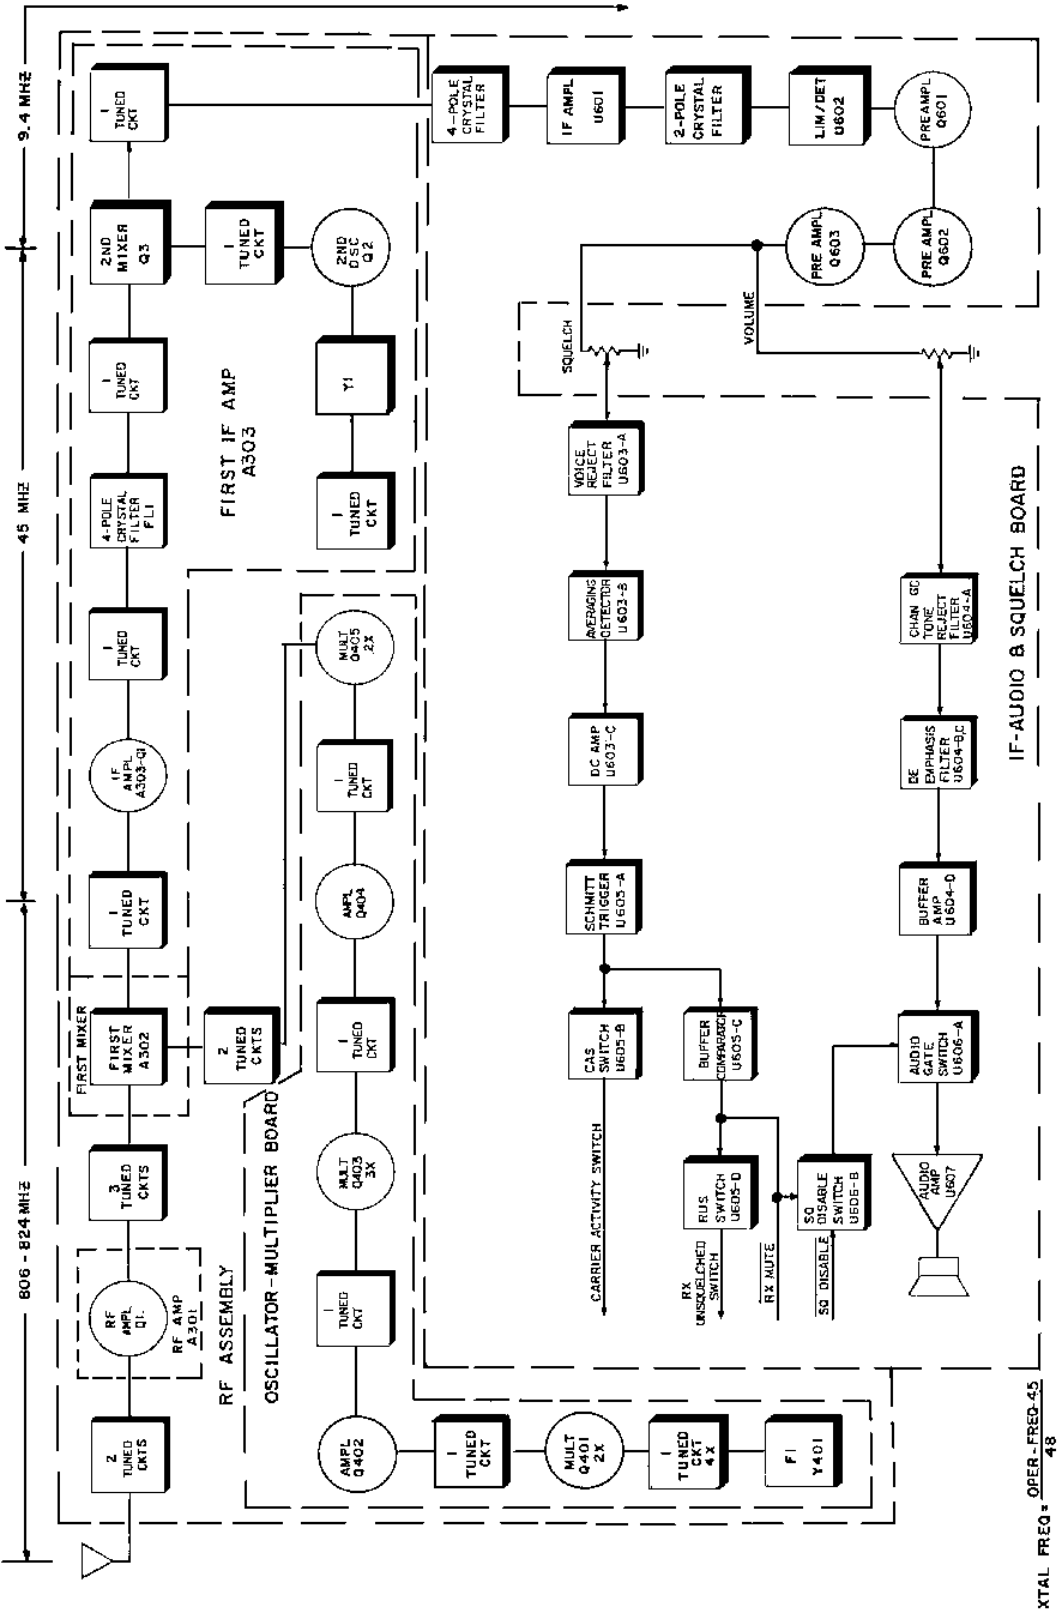 806-824 MHZ
45 MHZ
9.4 MHZ
2
TUNED
CKTS
RF
AMPL
Q1
RF AMP
A301
3
TUNED
CKTS
FIRST MIXER
FIRST
MIXER
A302
1
TUNED
CKT
IF
AMPL
A303-Q1
1
TUNED
CKT
4-POLE
CRYSTAL
FILTER
FL1
1
TUNED
CKT
2ND
MIXER
Q3
1
TUNED
CKT
RF ASSEMBLY
2
TUNED
CKTS
FIRST IF AMP
A303
1
TUNED
CKT
OSCILLATOR-MULTIPLIER BOARD
AMPL
Q402
1
TUNED
CKT
MULT
Q403
3X
1
TUNED
CKT
AMPL
Q404
1
TUNED
CKT
MULT
Q405
2X
1
TUNED
CKT
Y1
2ND
OSC
Q2
1
TUNED
CKT
MULT
Q401
2X
1
TUNED
CKT
4X
F1
Y401
4-POLE
CRYSTAL
FILTER
IF AMPL
U601
2-POLE
CRYSTAL
FILTER
LIM/DET
U602
PREAMPL
Q601
PRE AMPL
Q602
PRE AMPL
Q603
SQUELCH
VOLUME
VOICE
REJECT
FILTER
U603-A
AVERAGING
DETECTOR
U603-B
DC AMP
U603-C
SCHMITT
TRIGGER
U605-A
CAS
SWITCH
U605-B
CARRIER ACTIVITY SWITCH
BUFFER
COMPARATOR
U605-C
RUS
SWITCH
U605-D
RX
UNSQUELCHED
SWITCH
RX MUTE
SQ
DISABLE
SWITCH
U606-B
SQ DISABLE
CHAN GD
TONE
REJECT
FILTER
U604-A
DE
EMPHASIS
FILTER
U604-B,C
BUFFER
AMP
U604-D
AUDIO
GATE
SWITCH
U606-A
AUDIO
AMP
U607
IF-AUDIO & SQUELCH BOARD
XTAL FREQ = OPER-FREQ-45
48